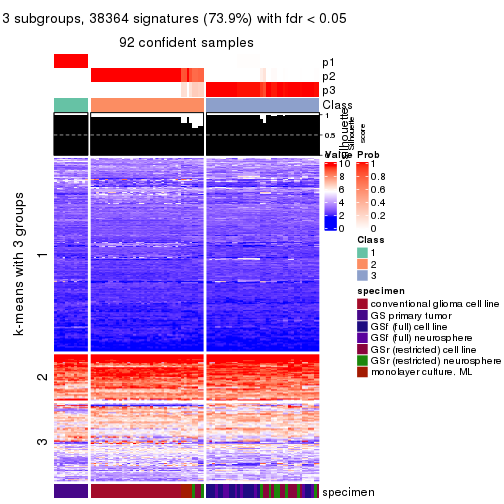 3 subgroups, 38364 signatures (73.9%) with fdr < 0.05
92 confident samples
p1
p2
p3
Class
1
0.5
0
Silhouette
score
Silhouette
k-means with 3 groups
1
2
3
specimen
Value
10
8
6
4
2
0
Prob
1
0.8
0.6
0.4
0.2
0
Class
1
2
3
specimen
conventional glioma cell line
GS primary tumor
GSf (full) cell line
GSf (full) neurosphere
GSr (restricted) cell line
GSr (restricted) neurosphere
monolayer culture. ML